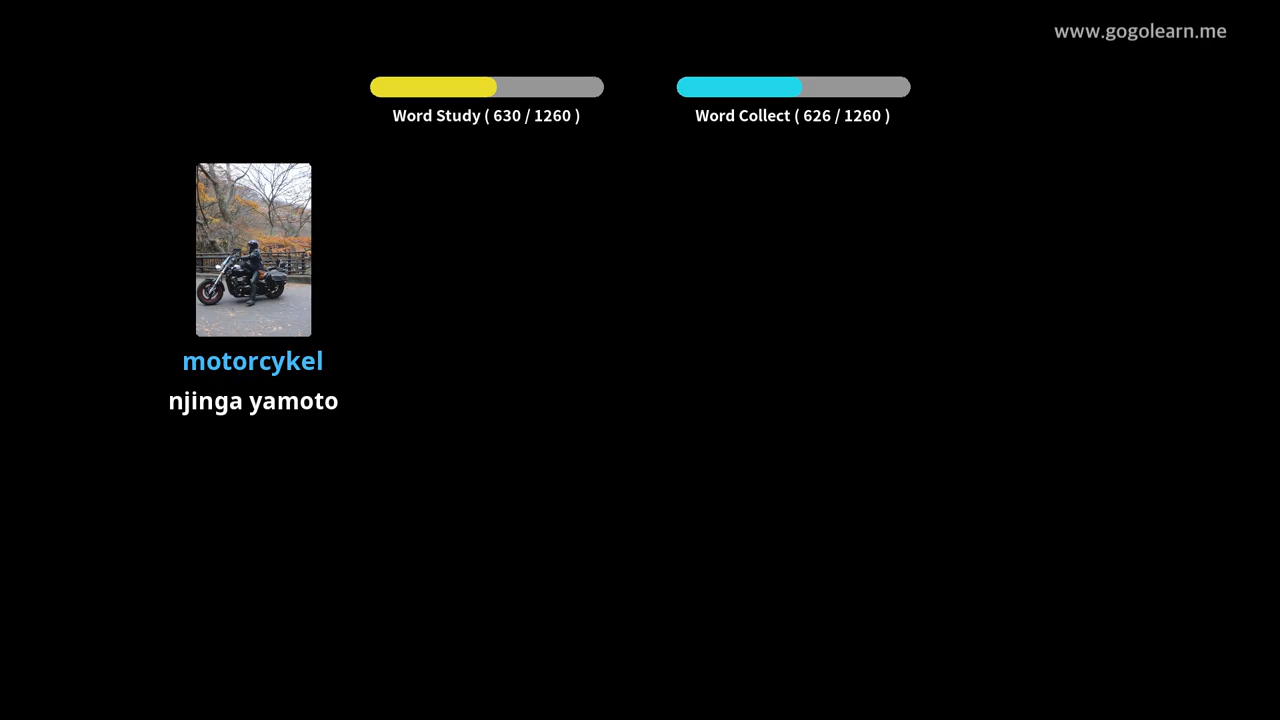 www.gogolearn.me
Word Study ( 630 / 1260 )
Word Collect ( 626 / 1260 )
motorcykel
njinga yamoto